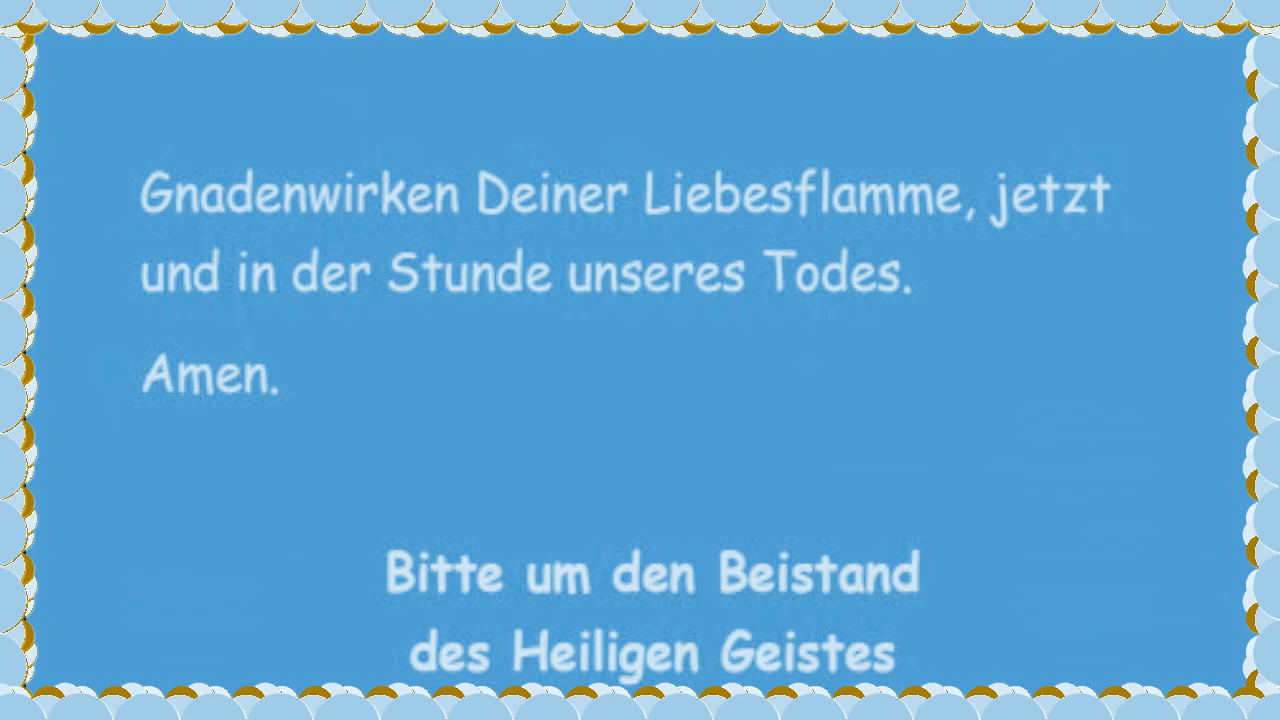 Gnadenwirken Deiner Liebesflamme, jetzt
und in der Stunde unseres Todes.
Amen.
Bitte um den Beistand
des Heiligen Geistes